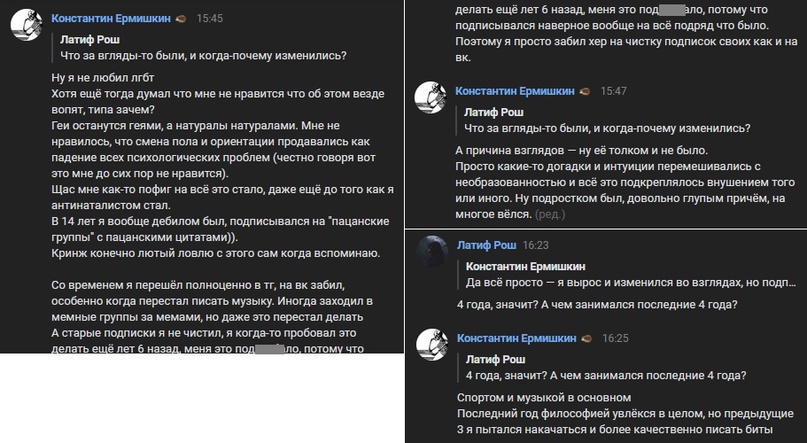 Константин Ермишкин 15:45
Латиф Рош
Что за вгляды-то были, и когда-почему изменились?
Ну я не любил лгбт
Хотя ещё тогда думал что мне не нравится что об этом везде
вопят, типа зачем?
Геи останутся геями, а натуралы натуралами. Мне не
нравилось, что смена пола и ориентации продавались как
падение всех психологических проблем (честно говоря вот
это мне до сих пор не нравится).
Щас мне как-то пофиг на всё это стало, даже ещё до того как я
антинаталистом стал.
В 14 лет я вообще дебилом был, подписывался на "пацанские
группы" с пацанскими цитатами)).
Кринж конечно лютый ловлю с этого сам когда вспоминаю.
Со временем я перешёл полноценно в тг, на вк забил,
особенно когда перестал писать музыку. Иногда заходил в
мемные группы за мемами, но даже это перестал делать
А старые подписки я не чистил, я когда-то пробовал это
делать ещё лет 6 назад, меня это под ало, потому что
делать ещё лет 6 назад, меня это под ало, потому что
подписывался наверное вообще на всё подряд что было.
Поэтому я просто забил хер на чистку подписок своих как и на
вк.
Константин Ермишкин 15:47
Латиф Рош
Что за вгляды-то были, и когда-почему изменились?
А причина взглядов — ну её толком и не было.
Просто какие-то догадки и интуиции перемешивались с
необразованностью и всё это подкреплялось внушением того
или иного. Ну подростком был, довольно глупым причём, на
многое вёлся. (ред.)
Латиф Рош 16:23
Константин Ермишкин
Да всё просто — я вырос и изменился во взглядах, но подп...
4 года, значит? А чем занимался последние 4 года?
Константин Ермишкин 16:25
Латиф Рош
4 года, значит? А чем занимался последние 4 года?
Спортом и музыкой в основном
Последний год философией увлёкся в целом, но предыдущие
3 я пытался накачаться и более качественно писать биты